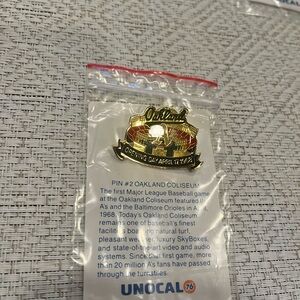 UNOCAL
Oakland
OPENING DAY APRIL 17 1968
PIN #2 OAKLAND COLISEUM
The first Major League Baseball game
at the Oakland Coliseum featured the
A's and the Baltimore Orioles in April
1968. Today's Oakland Coliseum
remains one of baseball's finest
facilities boasting natural turf,
pleasant weather, luxury SkyBoxes,
and state-of-the-art video and audio
systems. Since that first game, more
than 20 million A's fans have passed
through the turnstiles.
UNOCAL 76